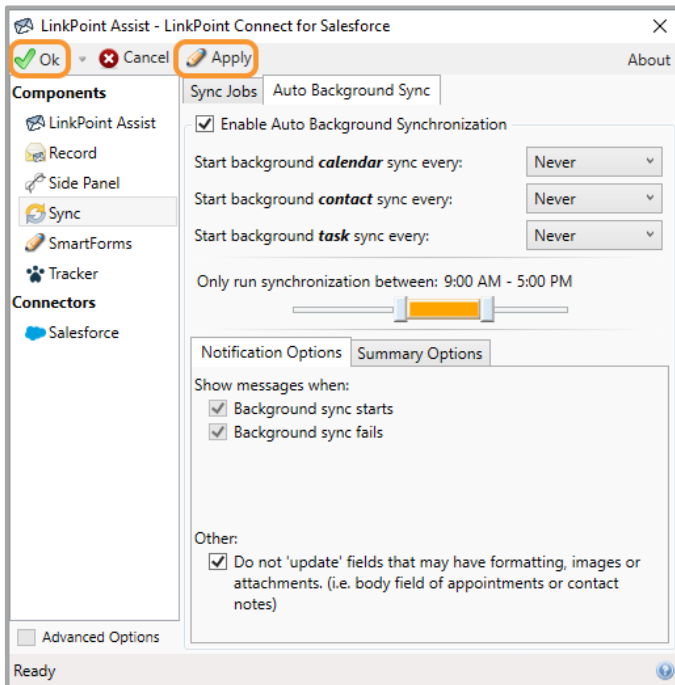 LinkPoint Assist - LinkPoint Connect for Salesforce
Ok Cancel Apply About
Components
LinkPoint Assist
Record
Side Panel
Sync
SmartForms
Tracker
Connectors
Salesforce
Advanced Options
Sync Jobs Auto Background Sync
Enable Auto Background Synchronization
Start background calendar sync every: Never
Start background contact sync every: Never
Start background task sync every: Never
Only run synchronization between: 9:00 AM - 5:00 PM
Notification Options Summary Options
Show messages when:
Background sync starts
Background sync fails
Other:
Do not 'update' fields that may have formatting, images or
attachments. (i.e. body field of appointments or contact
notes)
Ready